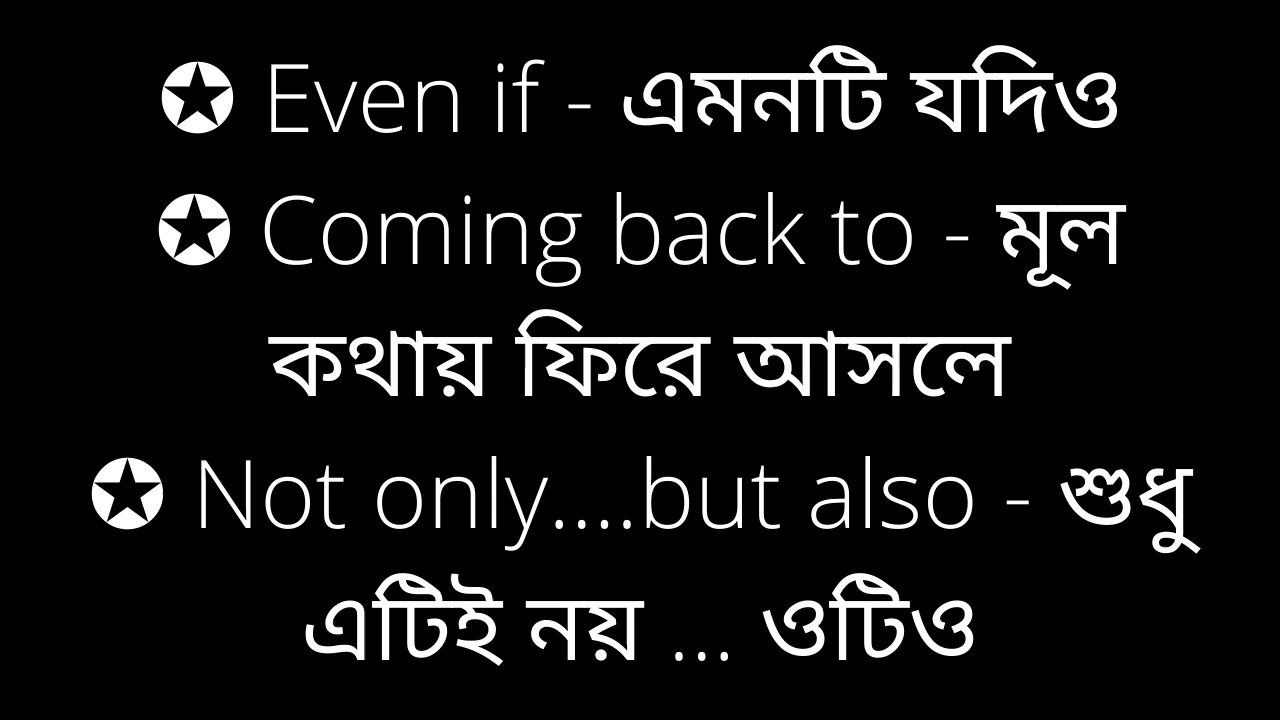 ✪ Even if - এমনটি যদিও
✪ Coming back to - মূল
কথায় ফিরে আসলে
✪ Not only....but also - শুধু
এটিই নয় ... ওটিও